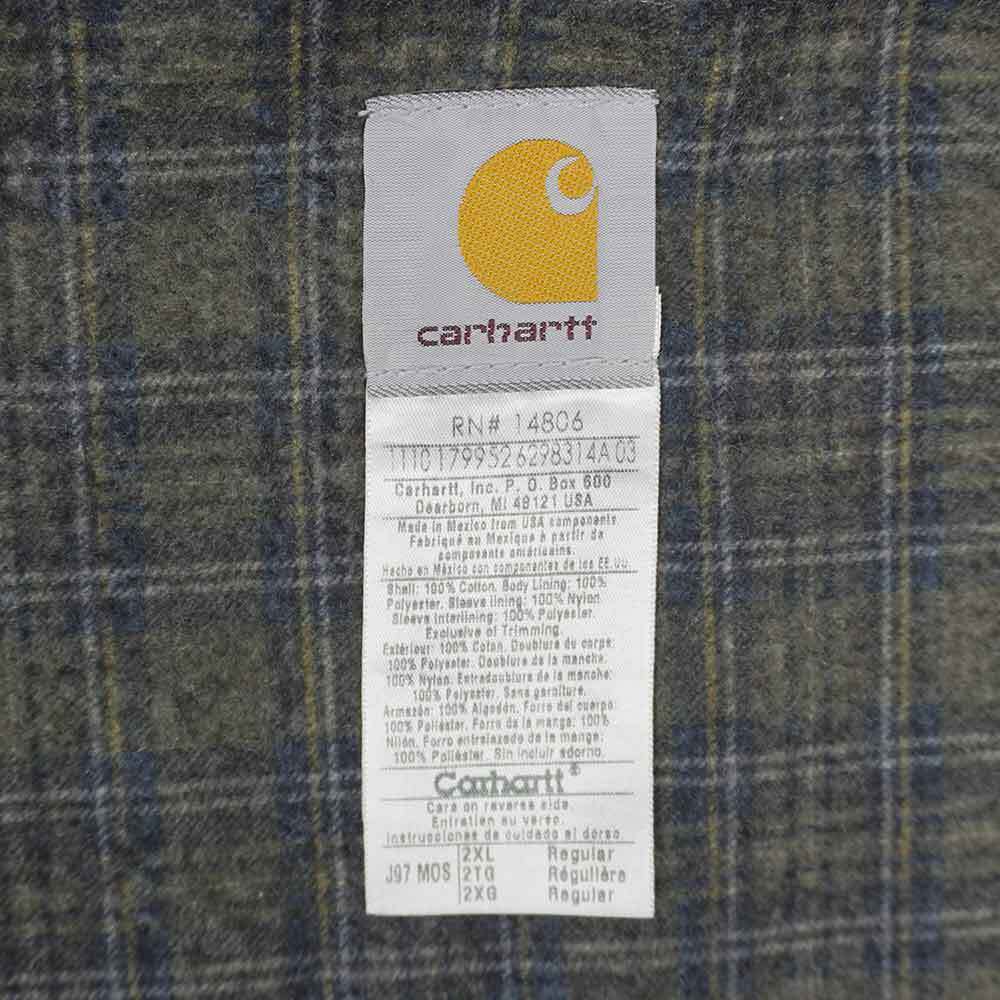 carhartt
RN# 14806
1110179952 6298314A 03
Carhartt, Inc. P. O. Box 600
Dearborn, MI 48121 USA
Made in Mexico from USA components
Fabriqué au Mexique à partir da
composants américains.
Hecho en México con componentes de los EE.UU.
Shell: 100% Cotton. Body Lining: 100%
Polyester. Sleeve Lining: 100% Nylon
Sleeve Interlining: 100% Polyester.
Exclusive of Trimming.
Extérieur: 100% Coton. Doublure du corps:
100% Polyester. Doublure de la manche:
100% Nylon. Entredoublure de la manche:
100% Polyester. Sans garniture.
Armazón: 100% Algodón. Forro del cuerpo:
100% Poliéster. Forro de la manga: 100%
Nilón. Forro entrelazado de la manga:
100% Poliéster. Sin incluir adorno.
Carhartt®
Care on reverse side.
Entretien au verso.
Instrucciones de cuidado al dorso
2XL Regular
J97 MOS 2TG Régulière
2XG Regular